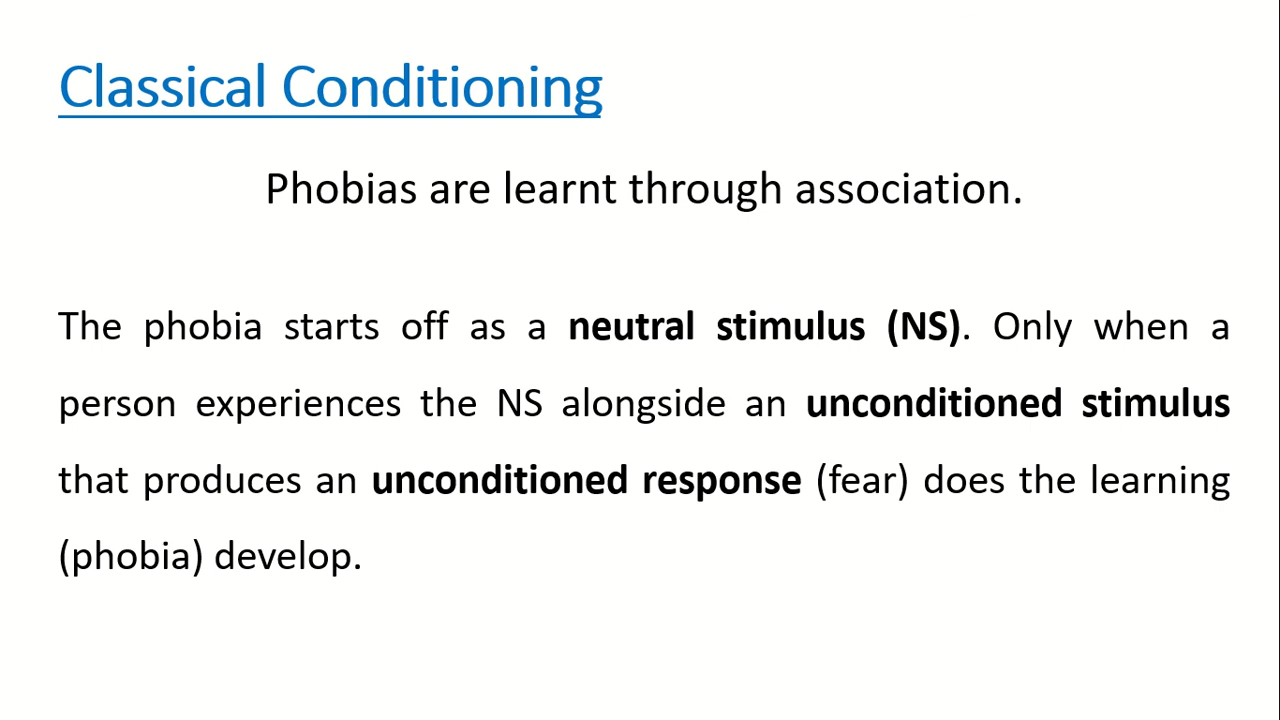 Classical Conditioning
Phobias are learnt through association.
The phobia starts off as a neutral stimulus (NS). Only when a
person experiences the NS alongside an unconditioned stimulus
that produces an unconditioned response (fear) does the learning
(phobia) develop.